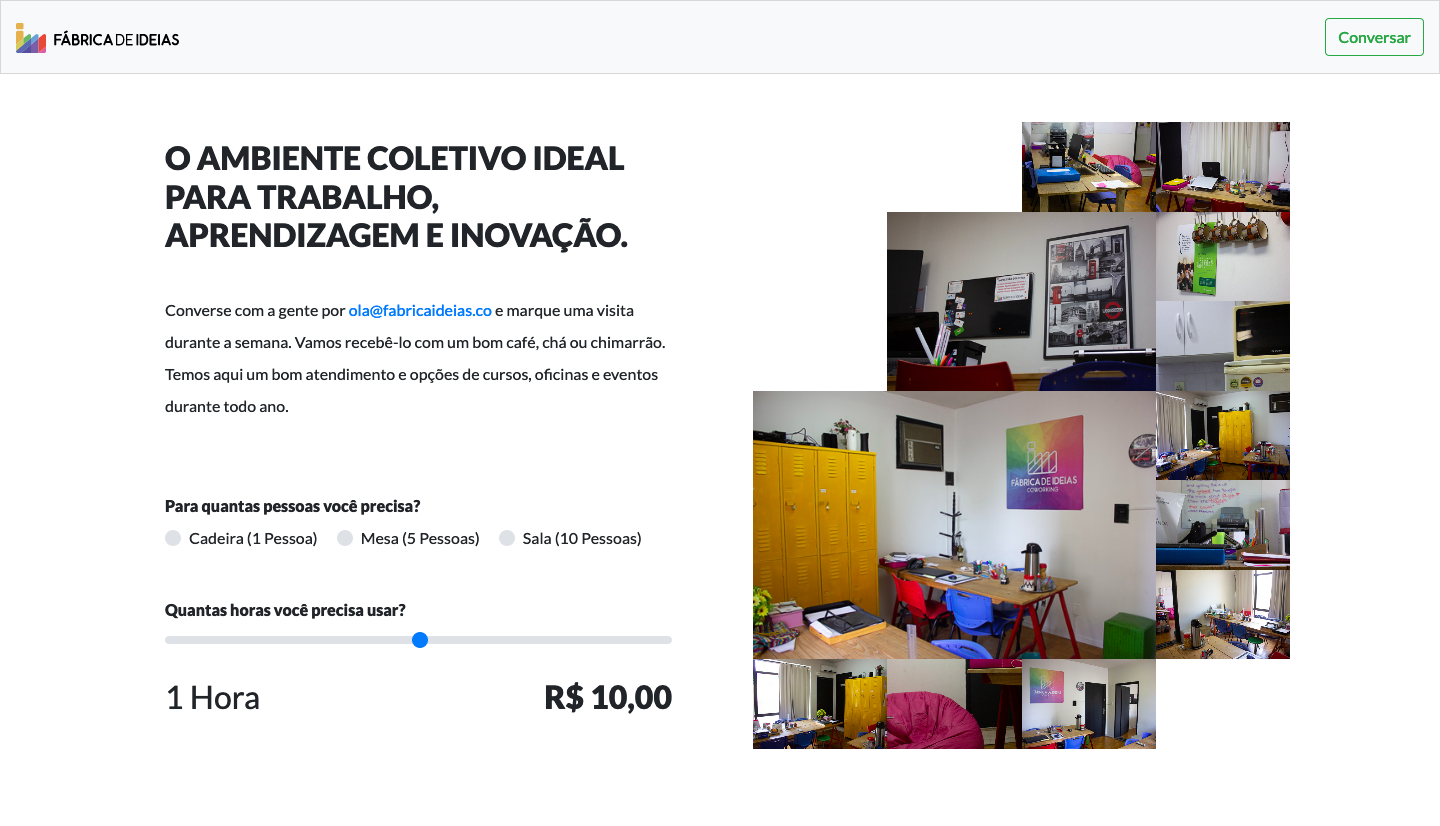 FÁBRICA DE IDEIAS
Conversar
O AMBIENTE COLETIVO IDEAL
PARA TRABALHO,
APRENDIZAGEM E INOVAÇÃO.
Converse com a gente por ola@fabricaideias.co e marque uma visita
durante a semana. Vamos recebê-lo com um bom café, chá ou chimarrão.
Temos aqui um bom atendimento e opções de cursos, oficinas e eventos
durante todo ano.
Para quantas pessoas você precisa?
Cadeira (1 Pessoa) Mesa (5 Pessoas) Sala (10 Pessoas)
Quantas horas você precisa usar?
1 Hora R$ 10,00
FÁBRICA DE IDEIAS
COWORKING